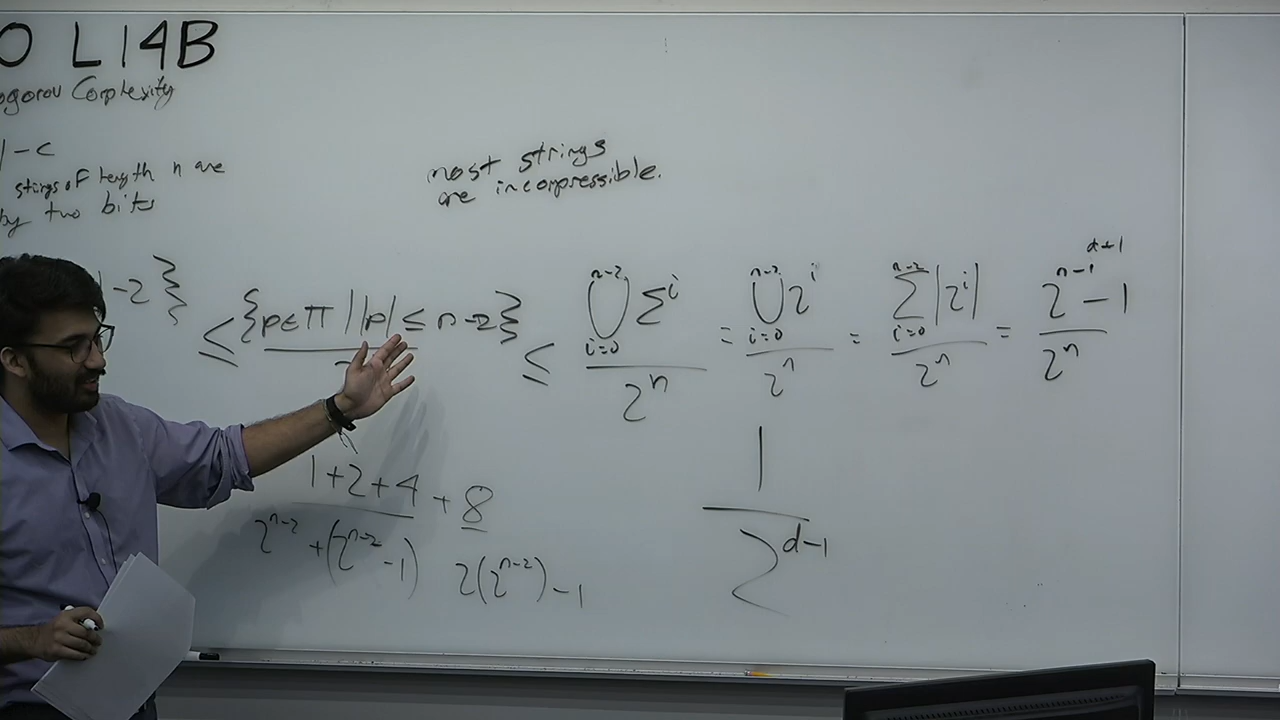 O L14B
ogorov Complexity
|-c
strings of length n are
by two bits
most strings
are incompressible.
|-2 } ≤ {p∈Π | |p| ≤ n-2} ≤ ⋃_{i=0}^{n-2} Σ^i / 2^n = ⋃_{i=0}^{n-2} 2^i / 2^n = Σ_{i=0}^{n-2} |2^i| / 2^n = 2^{n-1} - 1 / 2^n
d+1
1+2+4 + 8
2^{n-2} + (2^{n-2} - 1) 2(2^{n-2}) - 1
1 / 2^{d-1}